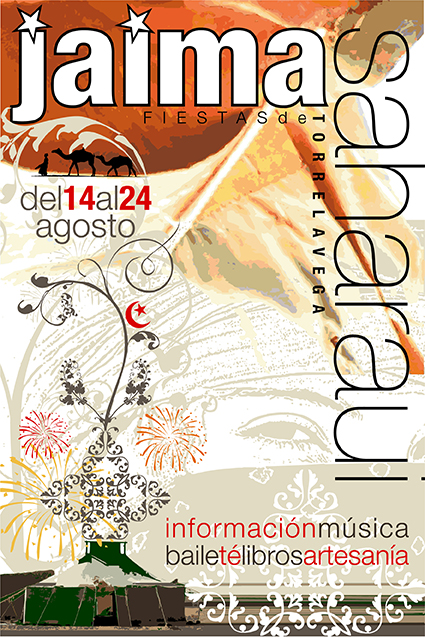 jaima
FIESTASde
TORRELAVEGA
saharaui
del14al24
agosto
informaciónmúsica
bailetélibrosartesanía